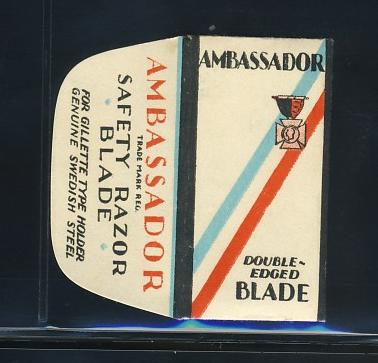 AMBASSADOR
DOUBLE~
EDGED
BLADE
AMBASSADOR
TRADE MARK REG.
SAFETY RAZOR
BLADE
FOR GILLETTE TYPE HOLDER
GENUINE SWEDISH STEEL